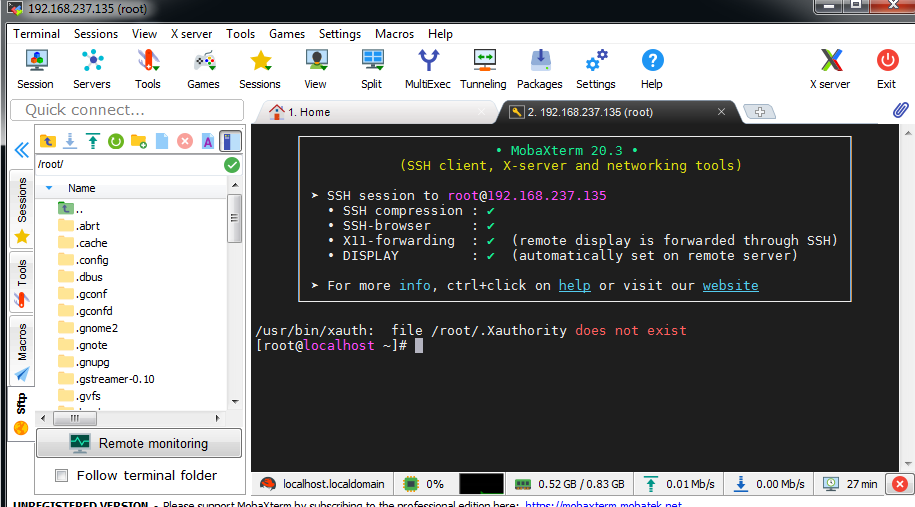 192.168.237.135 (root)
Terminal Sessions View X server Tools Games Settings Macros Help
Session Servers Tools Games Sessions View Split MultiExec Tunneling Packages Settings Help X server Exit
Quick connect...
1. Home
2. 192.168.237.135 (root)
/root/
Name
..
.abrt
.cache
.config
.dbus
.gconf
.gconfd
.gnome2
.gnote
.gnupg
.gstreamer-0.10
.gvfs
Sessions
Tools
Macros
Sftp
Remote monitoring
Follow terminal folder
• MobaXterm 20.3 •
(SSH client, X-server and networking tools)
➤ SSH session to root@192.168.237.135
• SSH compression : ✔
• SSH-browser : ✔
• X11-forwarding : ✔ (remote display is forwarded through SSH)
• DISPLAY : ✔ (automatically set on remote server)
➤ For more info, ctrl+click on help or visit our website
/usr/bin/xauth: file /root/.Xauthority does not exist
[root@localhost ~]#
localhost.localdomain 0% 0.52 GB / 0.83 GB 0.01 Mb/s 0.00 Mb/s 27 min
UNREGISTERED VERSION - Please support MobaXterm by subscribing to the professional edition here: https://mobaxterm.mobatek.net